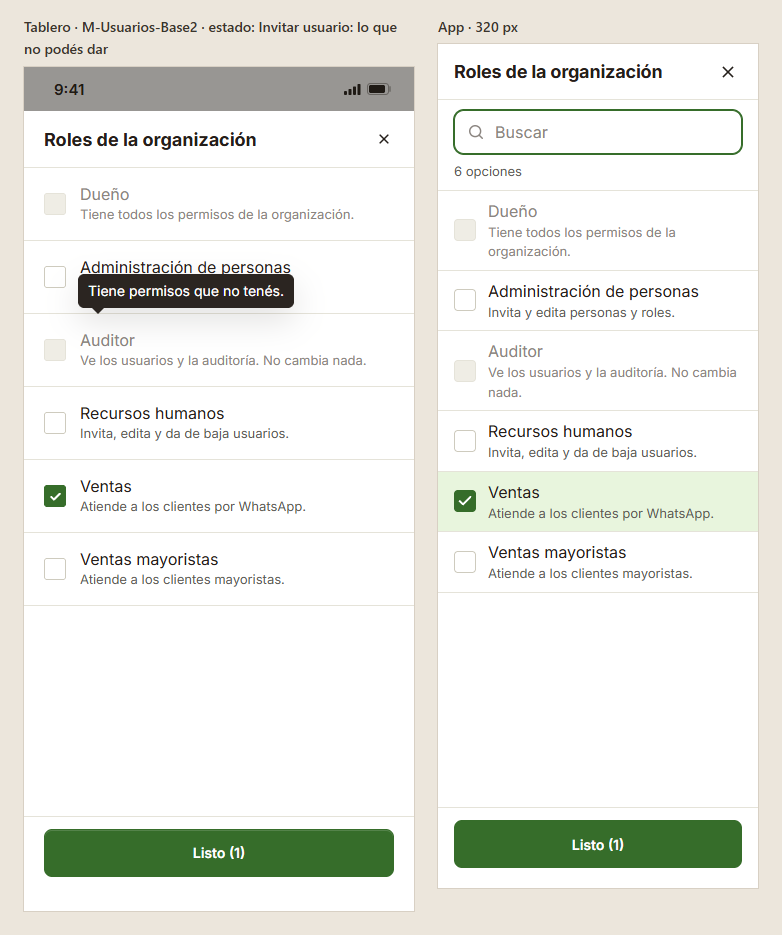 Tablero · M-Usuarios-Base2 · estado: Invitar usuario: lo que
no podés dar
9:41
Roles de la organización
Dueño
Tiene todos los permisos de la organización.
Administración de personas
Tiene permisos que no tenés.
Auditor
Ve los usuarios y la auditoría. No cambia nada.
Recursos humanos
Invita, edita y da de baja usuarios.
Ventas
Atiende a los clientes por WhatsApp.
Ventas mayoristas
Atiende a los clientes mayoristas.
Listo (1)
App · 320 px
Roles de la organización
Buscar
6 opciones
Dueño
Tiene todos los permisos de la
organización.
Administración de personas
Invita y edita personas y roles.
Auditor
Ve los usuarios y la auditoría. No cambia
nada.
Recursos humanos
Invita, edita y da de baja usuarios.
Ventas
Atiende a los clientes por WhatsApp.
Ventas mayoristas
Atiende a los clientes mayoristas.
Listo (1)